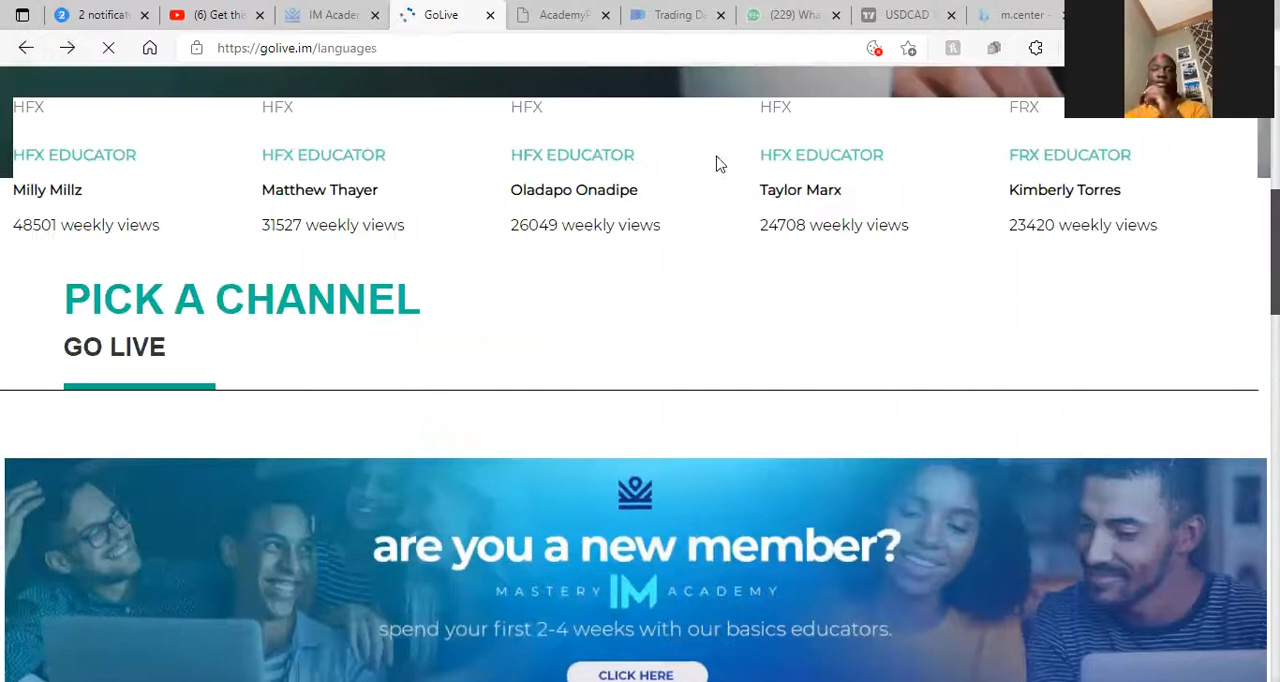 2 2 notificat
(6) Get this
IM Acade
GoLive
Academy
Trading De
(229) Wha
USDCAD
m.center -
https://golive.im/languages
HFX HFX HFX HFX FRX
HFX EDUCATOR HFX EDUCATOR HFX EDUCATOR HFX EDUCATOR FRX EDUCATOR
Milly Millz Matthew Thayer Oladapo Onadipe Taylor Marx Kimberly Torres
48501 weekly views 31527 weekly views 26049 weekly views 24708 weekly views 23420 weekly views
PICK A CHANNEL
GO LIVE
are you a new member?
MASTERY IM ACADEMY
spend your first 2-4 weeks with our basics educators.
CLICK HERE